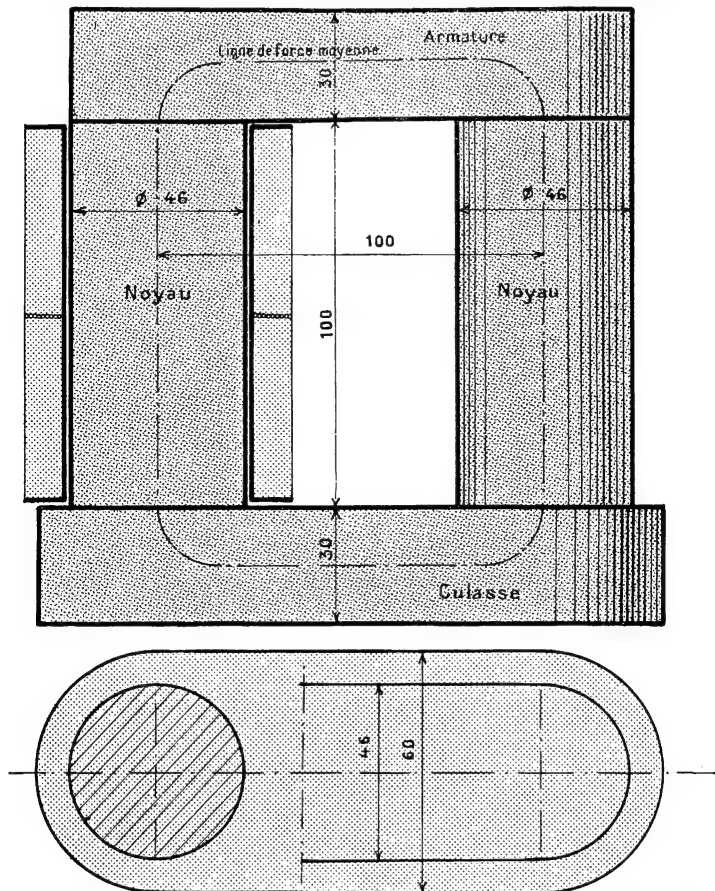 Armature
Ligne de force moyenne
30
Ø 46
Ø 46
100
Noyau
Noyau
100
30
Culasse
46
60